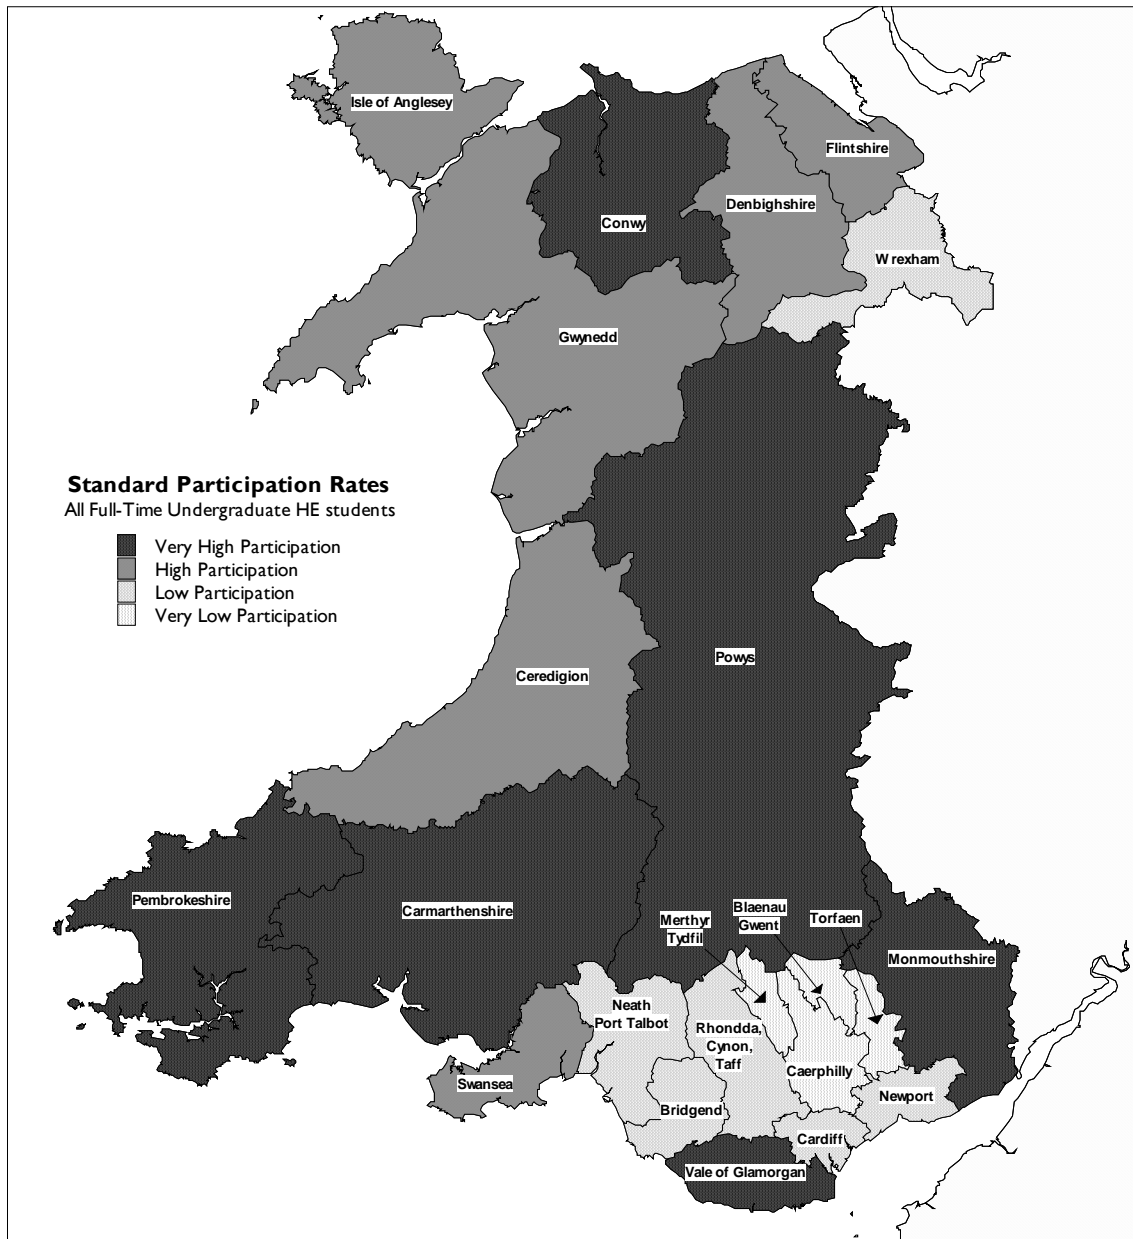 Isle of Anglesey
Flintshire
Denbighshire
Conwy
Wrexham
Gwynedd
Standard Participation Rates
All Full-Time Undergraduate HE students
Very High Participation
High Participation
Low Participation
Very Low Participation
Powys
Ceredigion
Pembrokeshire
Carmarthenshire
Merthyr
Tydfil
Blaenau
Gwent
Torfaen
Monmouthshire
Neath
Port Talbot
Rhondda,
Cynon,
Taff
Caerphilly
Swansea
Newport
Bridgend
Cardiff
Vale of Glamorgan